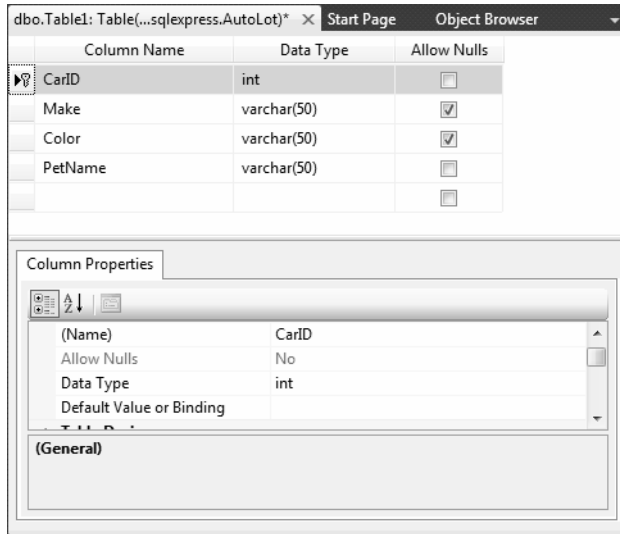 dbo.Table1: Table(...sqlexpress.AutoLot)* Start Page Object Browser
Column Name Data Type Allow Nulls
CarID int
Make varchar(50)
Color varchar(50)
PetName varchar(50)
Column Properties
(Name) CarID
Allow Nulls No
Data Type int
Default Value or Binding
(General)